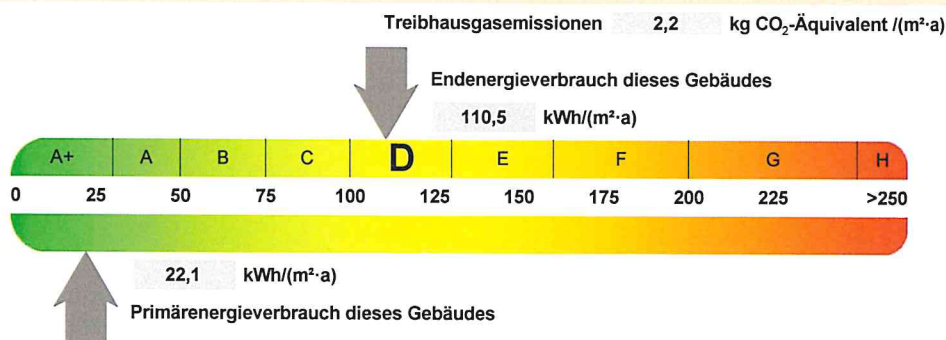 Treibhausgasemissionen 2,2 kg CO₂-Äquivalent /(m²·a)
Endenergieverbrauch dieses Gebäudes
110,5 kWh/(m²·a)
A+ A B C D E F G H
0 25 50 75 100 125 150 175 200 225 >250
22,1 kWh/(m²·a)
Primärenergieverbrauch dieses Gebäudes